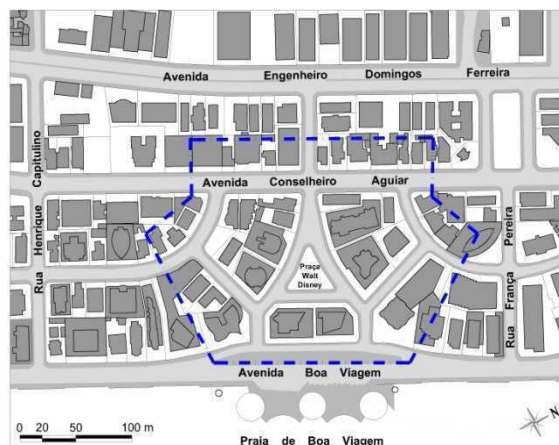 Avenida Engenheiro Domingos Ferreira
Rua Henrique Capitulino
Avenida Conselheiro Aguiar
Rua França Pereira
Praça
Walt
Disney
Avenida Boa Viagem
0 20 50 100 m
N
Praia de Boa Viagem